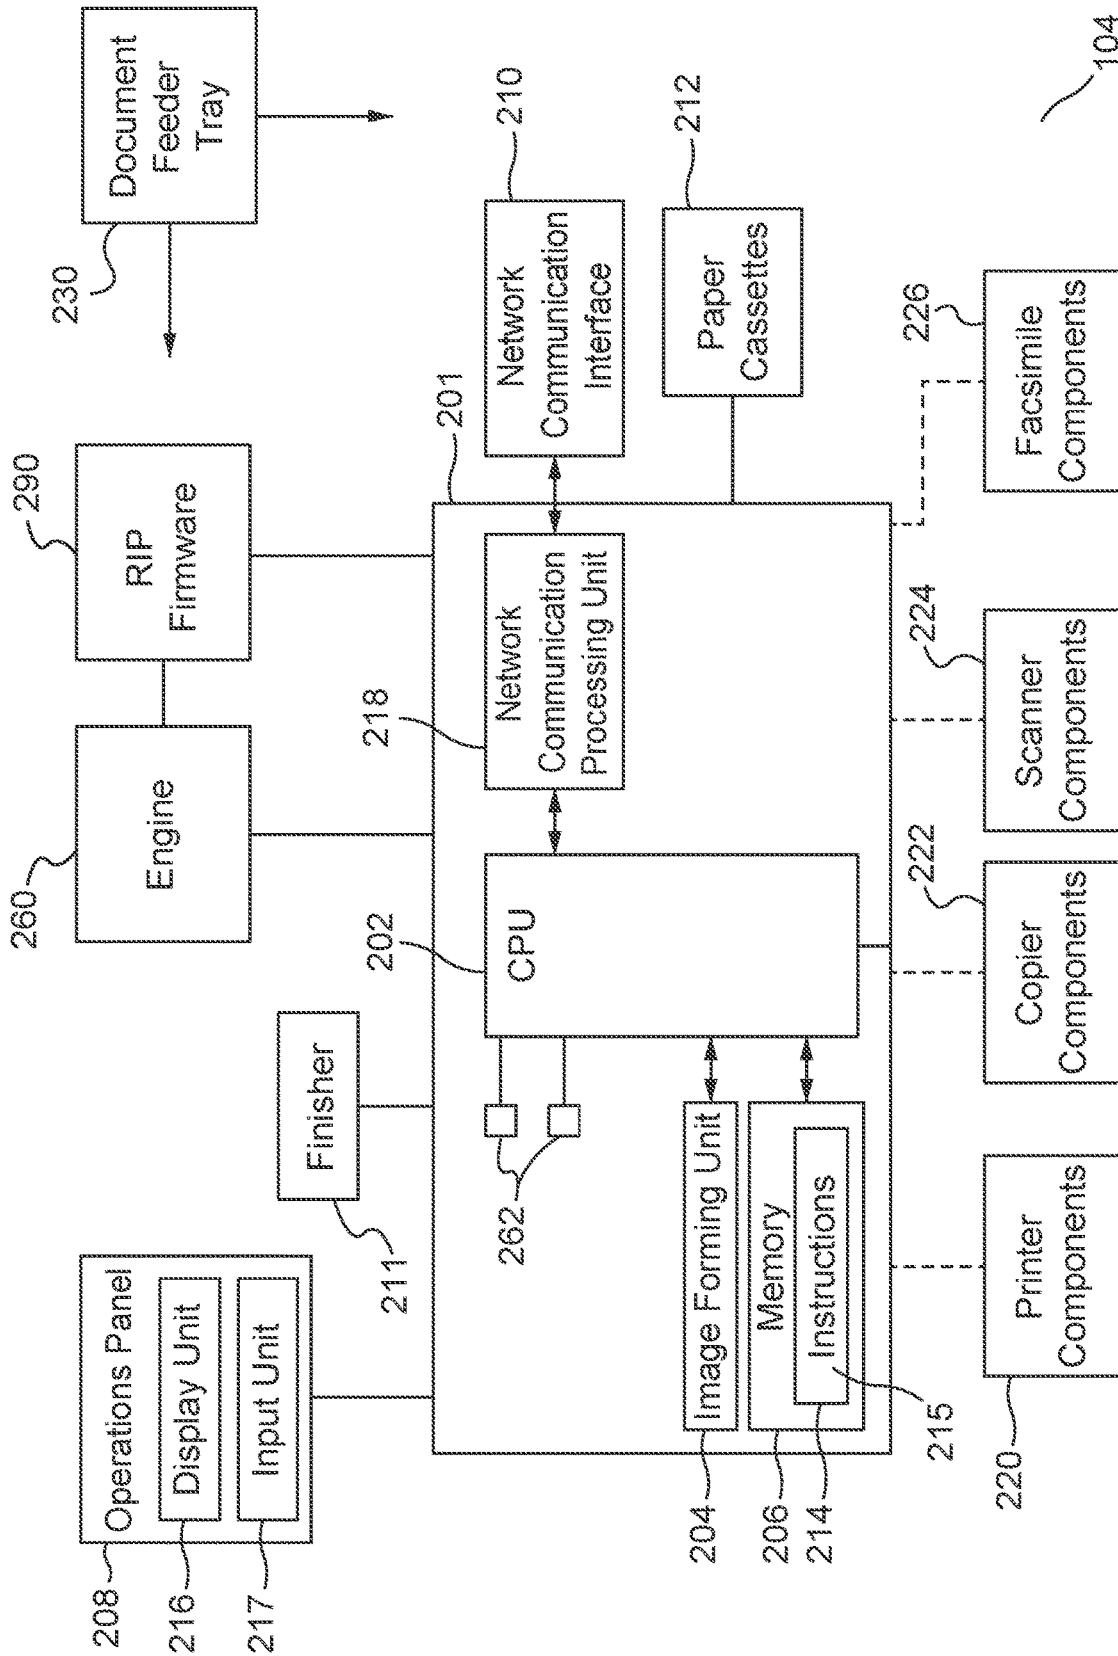 208
Operations Panel
216
Display Unit
217
Input Unit
211
Finisher
260
Engine
290
RIP
Firmware
230
Document
Feeder
Tray
201
202
CPU
262
218
Network
Communication
Processing Unit
210
Network
Communication
Interface
212
Paper
Cassettes
204
Image Forming Unit
206
Memory
214
Instructions
215
220
Printer
Components
222
Copier
Components
224
Scanner
Components
226
Facsimile
Components
104